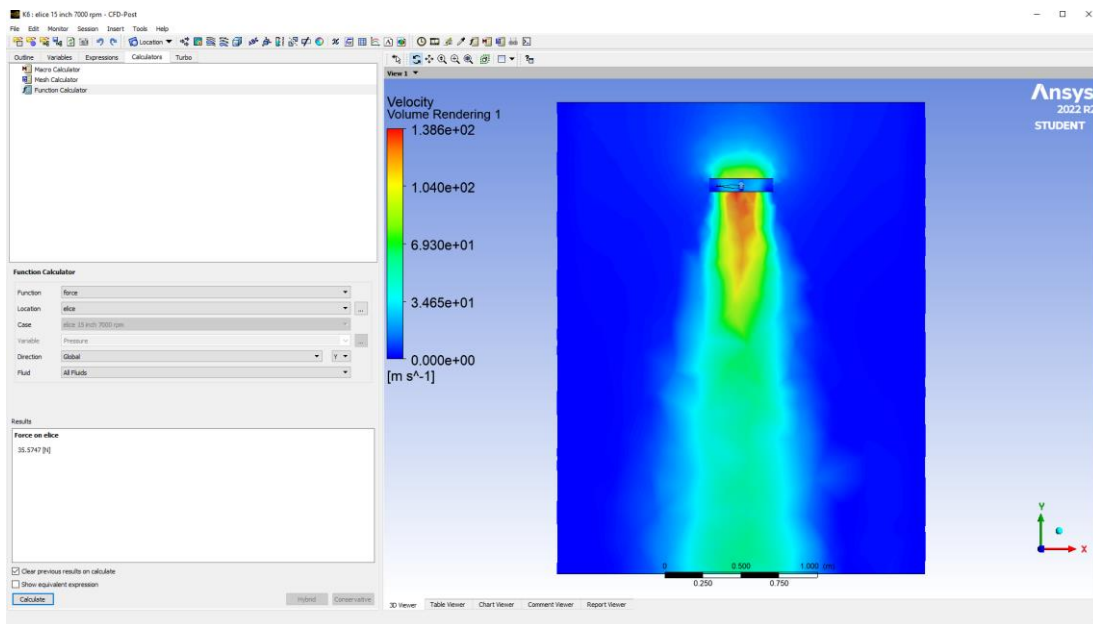 K6 : elice 15 inch 7000 rpm - CFD-Post
File Edit Monitor Session Insert Tools Help
Location
Outline Variables Expressions Calculators Turbo
Macro Calculator
Mesh Calculator
Function Calculator
Function Calculator
Function force
Location elice
...
Case elice 15 inch 7000 rpm
Variable Pressure
...
Direction Global Y
Fluid All Fluids
Results
Force on elice
35.5747 [N]
Clear previous results on calculate
Show equivalent expression
Calculate Hybrid Conservative
View 1
Velocity
Volume Rendering 1
1.386e+02
1.040e+02
6.930e+01
3.465e+01
0.000e+00
[m s^-1]
Ansys
2022 R2
STUDENT
Y
X
0 0.500 1.000 (m)
0.250 0.750
3D Viewer Table Viewer Chart Viewer Comment Viewer Report Viewer